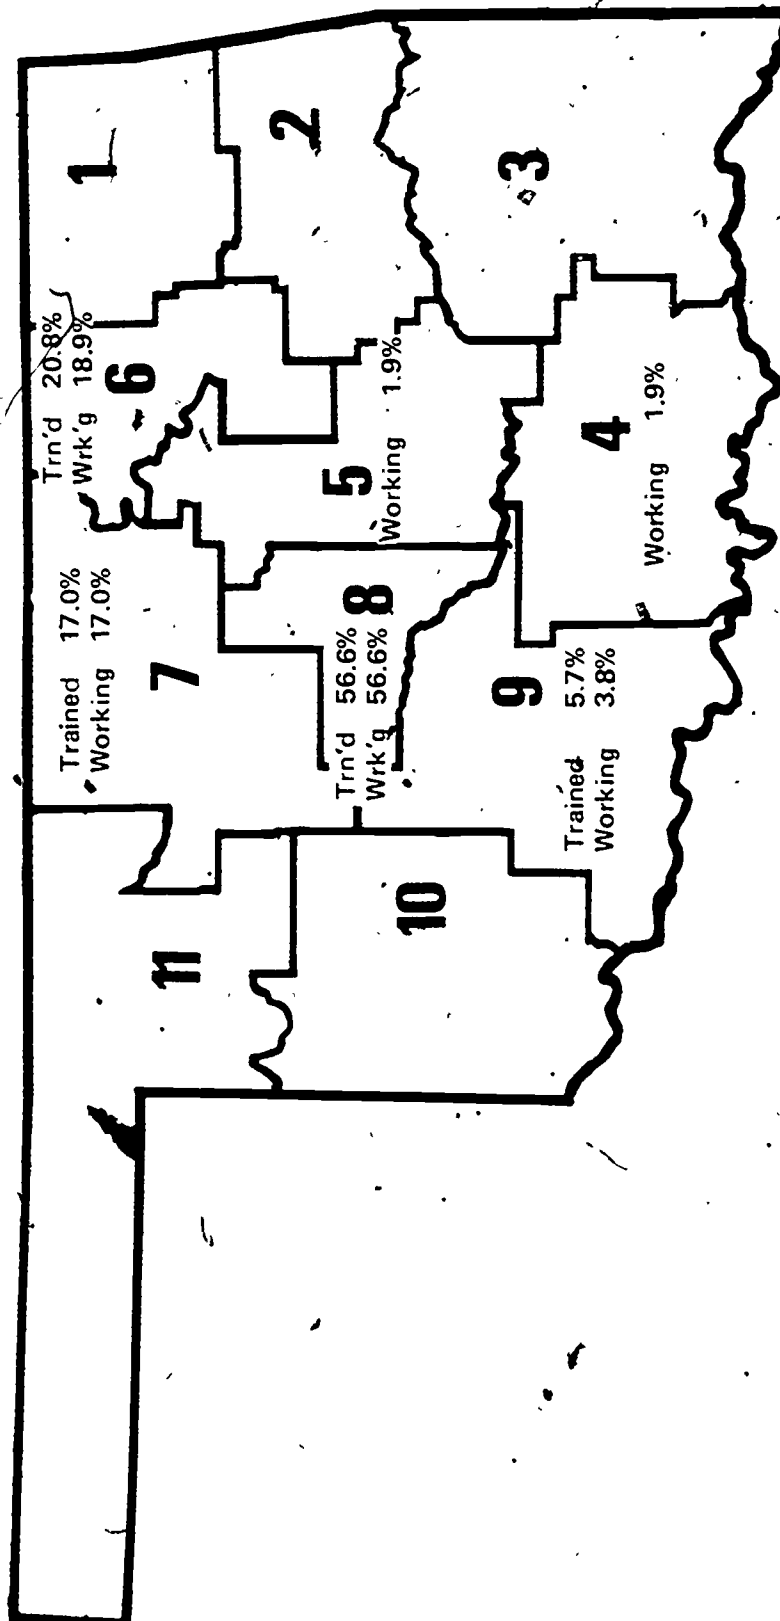 1
2
3
6
Trn'd 20.8%
Wrk'g 18.9%
5
Working 1.9%
4
Working 1.9%
7
Trained 17.0%
Working 17.0%
8
Trn'd 56.6%
Wrk'g 56.6%
9
Trained 5.7%
Working 3.8%
10
11